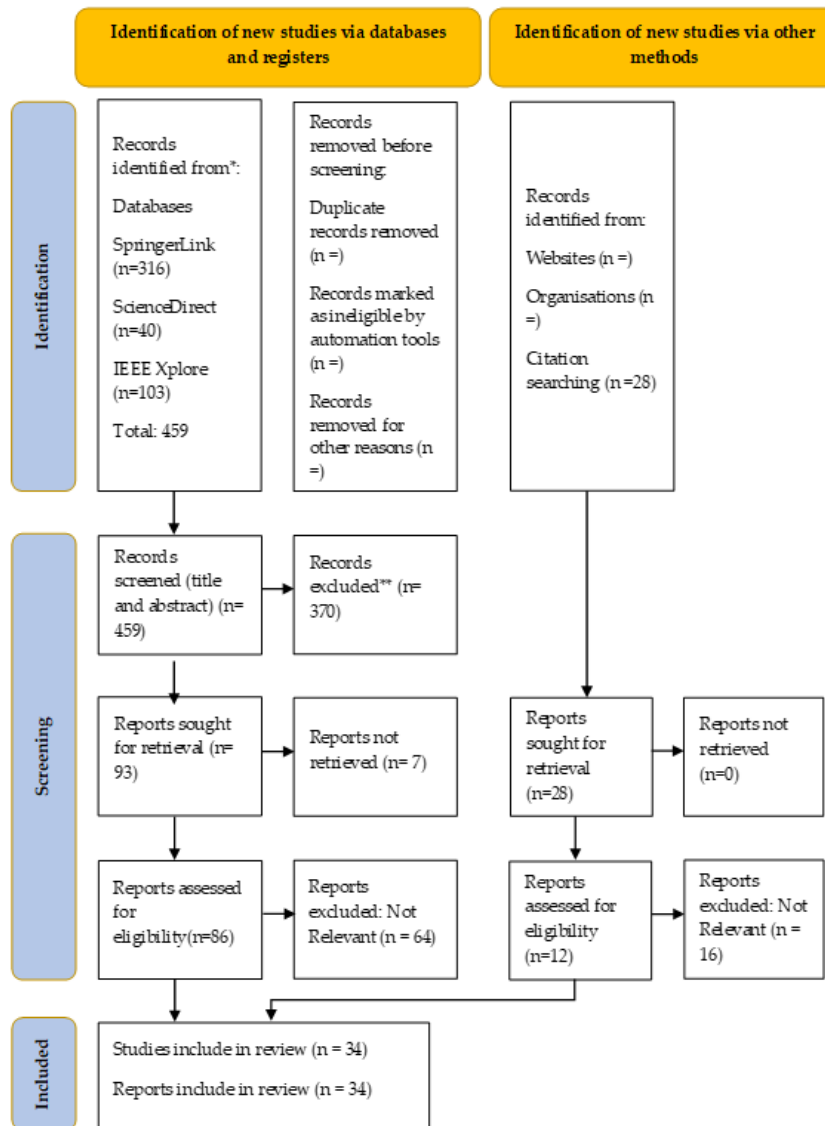 Identification of new studies via databases
and registers
Identification of new studies via other
methods
Identification
Records
identified from*:
Databases
SpringerLink
(n=316)
ScienceDirect
(n=40)
IEEE Xplore
(n=103)
Total: 459
Records
removed before
screening:
Duplicate
records removed
(n =)
Records marked
as ineligible by
automation tools
(n =)
Records
removed for
other reasons (n
=)
Records
identified from:
Websites (n =)
Organisations (n
=)
Citation
searching (n =28)
Screening
Records
screened (title
and abstract) (n=
459)
Records
excluded** (n=
370)
Reports sought
for retrieval (n=
93)
Reports not
retrieved (n= 7)
Reports
sought for
retrieval
(n=28)
Reports not
retrieved
(n=0)
Reports assessed
for
eligibility(n=86)
Reports
excluded: Not
Relevant (n = 64)
Reports
assessed for
eligibility
(n=12)
Reports
excluded: Not
Relevant (n =
16)
Included
Studies include in review (n = 34)
Reports include in review (n = 34)